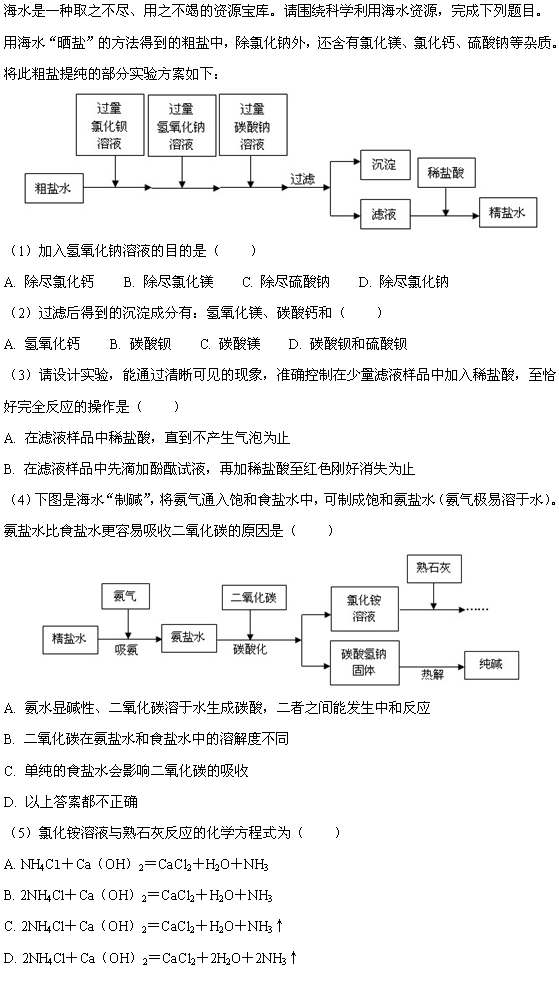 海水是一种取之不尽、用之不竭的资源宝库。请围绕科学利用海水资源，完成下列题目。
用海水“晒盐”的方法得到的粗盐中，除氯化钠外，还含有氯化镁、氯化钙、硫酸钠等杂质。
将此粗盐提纯的部分实验方案如下：
过量
氯化钡
溶液
过量
氢氧化钠
溶液
过量
碳酸钠
溶液
粗盐水
过滤
沉淀
滤液
稀盐酸
精盐水
（1）加入氢氧化钠溶液的目的是（　　）
A. 除尽氯化钙　　B. 除尽氯化镁　　C. 除尽硫酸钠　　D. 除尽氯化钠
（2）过滤后得到的沉淀成分有：氢氧化镁、碳酸钙和（　　）
A. 氢氧化钙　　B. 碳酸钡　　C. 碳酸镁　　D. 碳酸钡和硫酸钡
（3）请设计实验，能通过清晰可见的现象，准确控制在少量滤液样品中加入稀盐酸，至恰
好完全反应的操作是（　　）
A. 在滤液样品中稀盐酸，直到不产生气泡为止
B. 在滤液样品中先滴加酚酞试液，再加稀盐酸至红色刚好消失为止
（4）下图是海水“制碱”，将氨气通入饱和食盐水中，可制成饱和氨盐水（氨气极易溶于水）。
氨盐水比食盐水更容易吸收二氧化碳的原因是（　　）
精盐水
氨气
吸氨
氨盐水
二氧化碳
碳酸化
氯化铵
溶液
熟石灰
……
碳酸氢钠
固体
热解
纯碱
A. 氨水显碱性、二氧化碳溶于水生成碳酸，二者之间能发生中和反应
B. 二氧化碳在氨盐水和食盐水中的溶解度不同
C. 单纯的食盐水会影响二氧化碳的吸收
D. 以上答案都不正确
（5）氯化铵溶液与熟石灰反应的化学方程式为（　　）
A. NH4Cl＋Ca（OH）2＝CaCl2＋H2O＋NH3
B. 2NH4Cl＋Ca（OH）2＝CaCl2＋H2O＋NH3
C. 2NH4Cl＋Ca（OH）2＝CaCl2＋H2O＋NH3↑
D. 2NH4Cl＋Ca（OH）2＝CaCl2＋2H2O＋2NH3↑